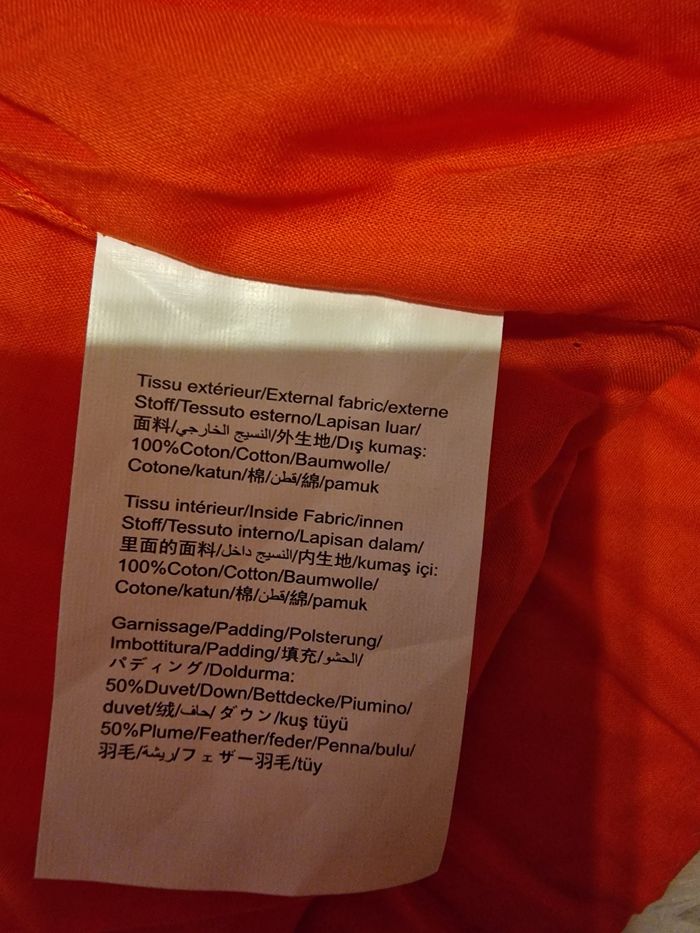 Tissu extérieur/External fabric/externe
Stoff/Tessuto esterno/Lapisan luar/
面料/النسيج الخارجي/外生地/Dış kumaş:
100%Coton/Cotton/Baumwolle/
Cotone/katun/棉/قطن/綿/pamuk
Tissu intérieur/Inside Fabric/innen
Stoff/Tessuto interno/Lapisan dalam/
里面的面料/النسيج داخل/内生地/kumaş içi:
100%Coton/Cotton/Baumwolle/
Cotone/katun/棉/قطن/綿/pamuk
Garnissage/Padding/Polsterung/
Imbottitura/Padding/填充/الحشو/
パディング/Doldurma:
50%Duvet/Down/Bettdecke/Piumino/
duvet/绒/لحاف/ダウン/kuş tüyü
50%Plume/Feather/feder/Penna/bulu/
羽毛/ريشة/フェザー羽毛/tüy